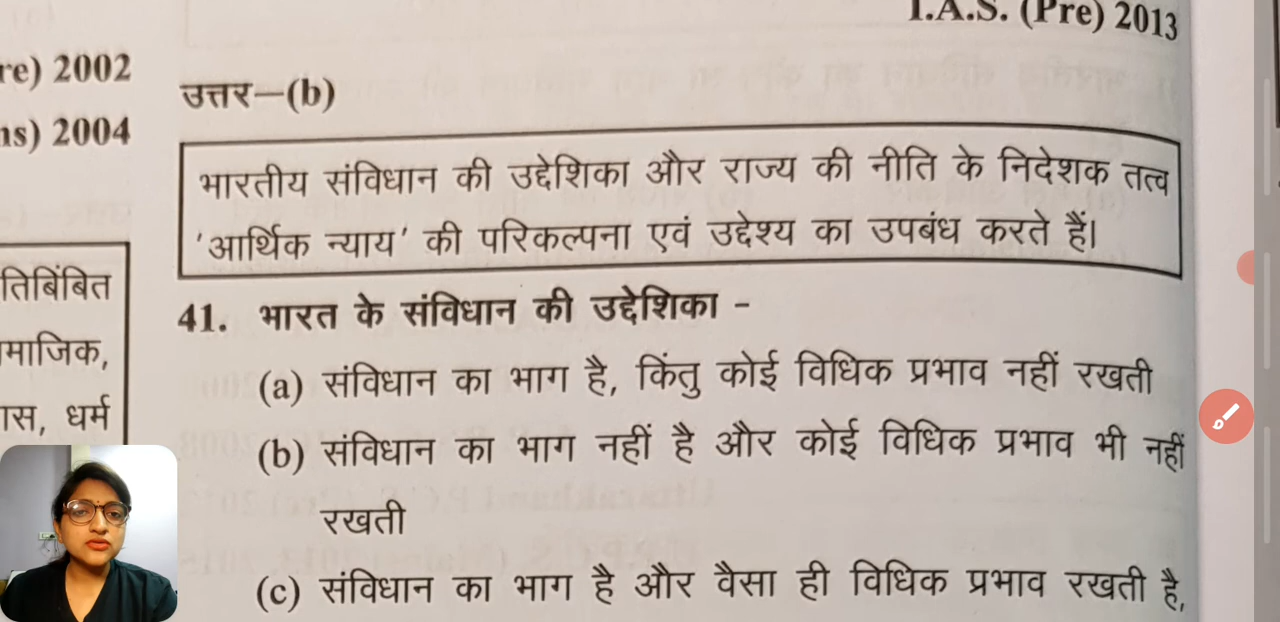 I.A.S. (Pre) 2013
re) 2002
ns) 2004
उत्तर—(b)
भारतीय संविधान की उद्देशिका और राज्य की नीति के निदेशक तत्व
'आर्थिक न्याय' की परिकल्पना एवं उद्देश्य का उपबंध करते हैं।
तिबिंबित
माजिक,
ास, धर्म
41. भारत के संविधान की उद्देशिका -
(a) संविधान का भाग है, किंतु कोई विधिक प्रभाव नहीं रखती
(b) संविधान का भाग नहीं है और कोई विधिक प्रभाव भी नहीं
रखती
(c) संविधान का भाग है और वैसा ही विधिक प्रभाव रखती है,